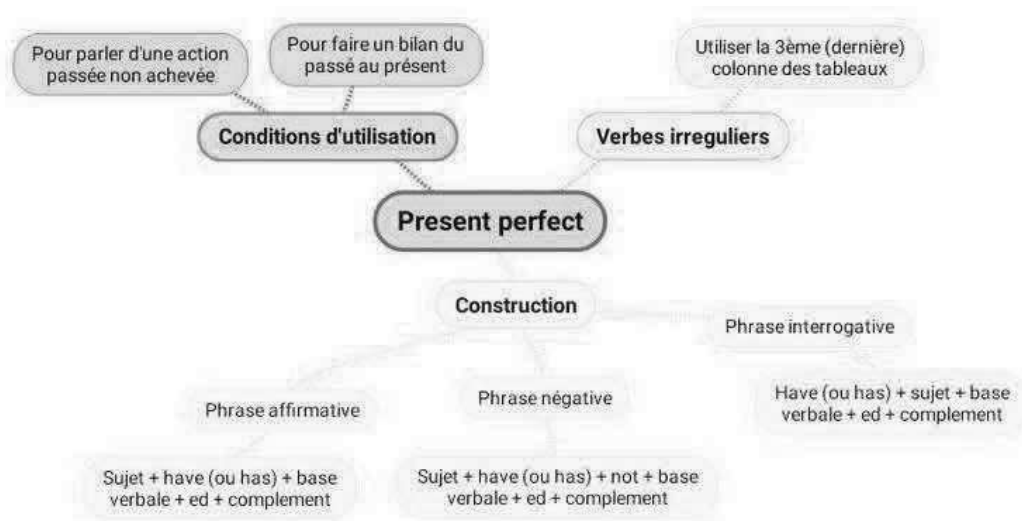 Pour parler d'une action
passée non achevée
Pour faire un bilan du
passé au présent
Utiliser la 3ème (dernière)
colonne des tableaux
Conditions d'utilisation
Verbes irreguliers
Present perfect
Construction
Phrase interrogative
Have (ou has) + sujet + base
verbale + ed + complement
Phrase affirmative
Phrase négative
Sujet + have (ou has) + base
verbale + ed + complement
Sujet + have (ou has) + not + base
verbale + ed + complement